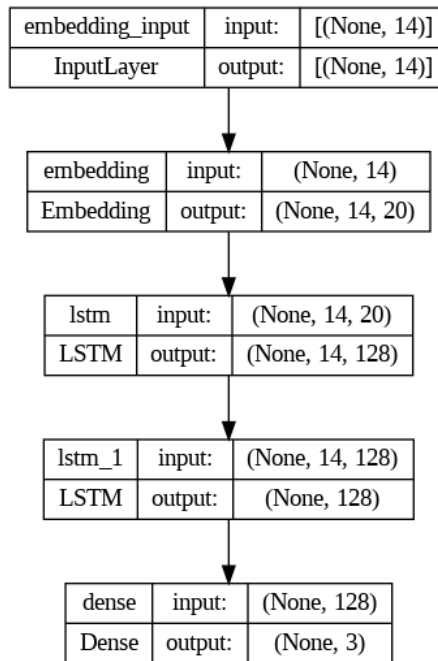 embedding_input input: [(None, 14)]
InputLayer output: [(None, 14)]
embedding input: (None, 14)
Embedding output: (None, 14, 20)
lstm input: (None, 14, 20)
LSTM output: (None, 14, 128)
lstm_1 input: (None, 14, 128)
LSTM output: (None, 128)
dense input: (None, 128)
Dense output: (None, 3)